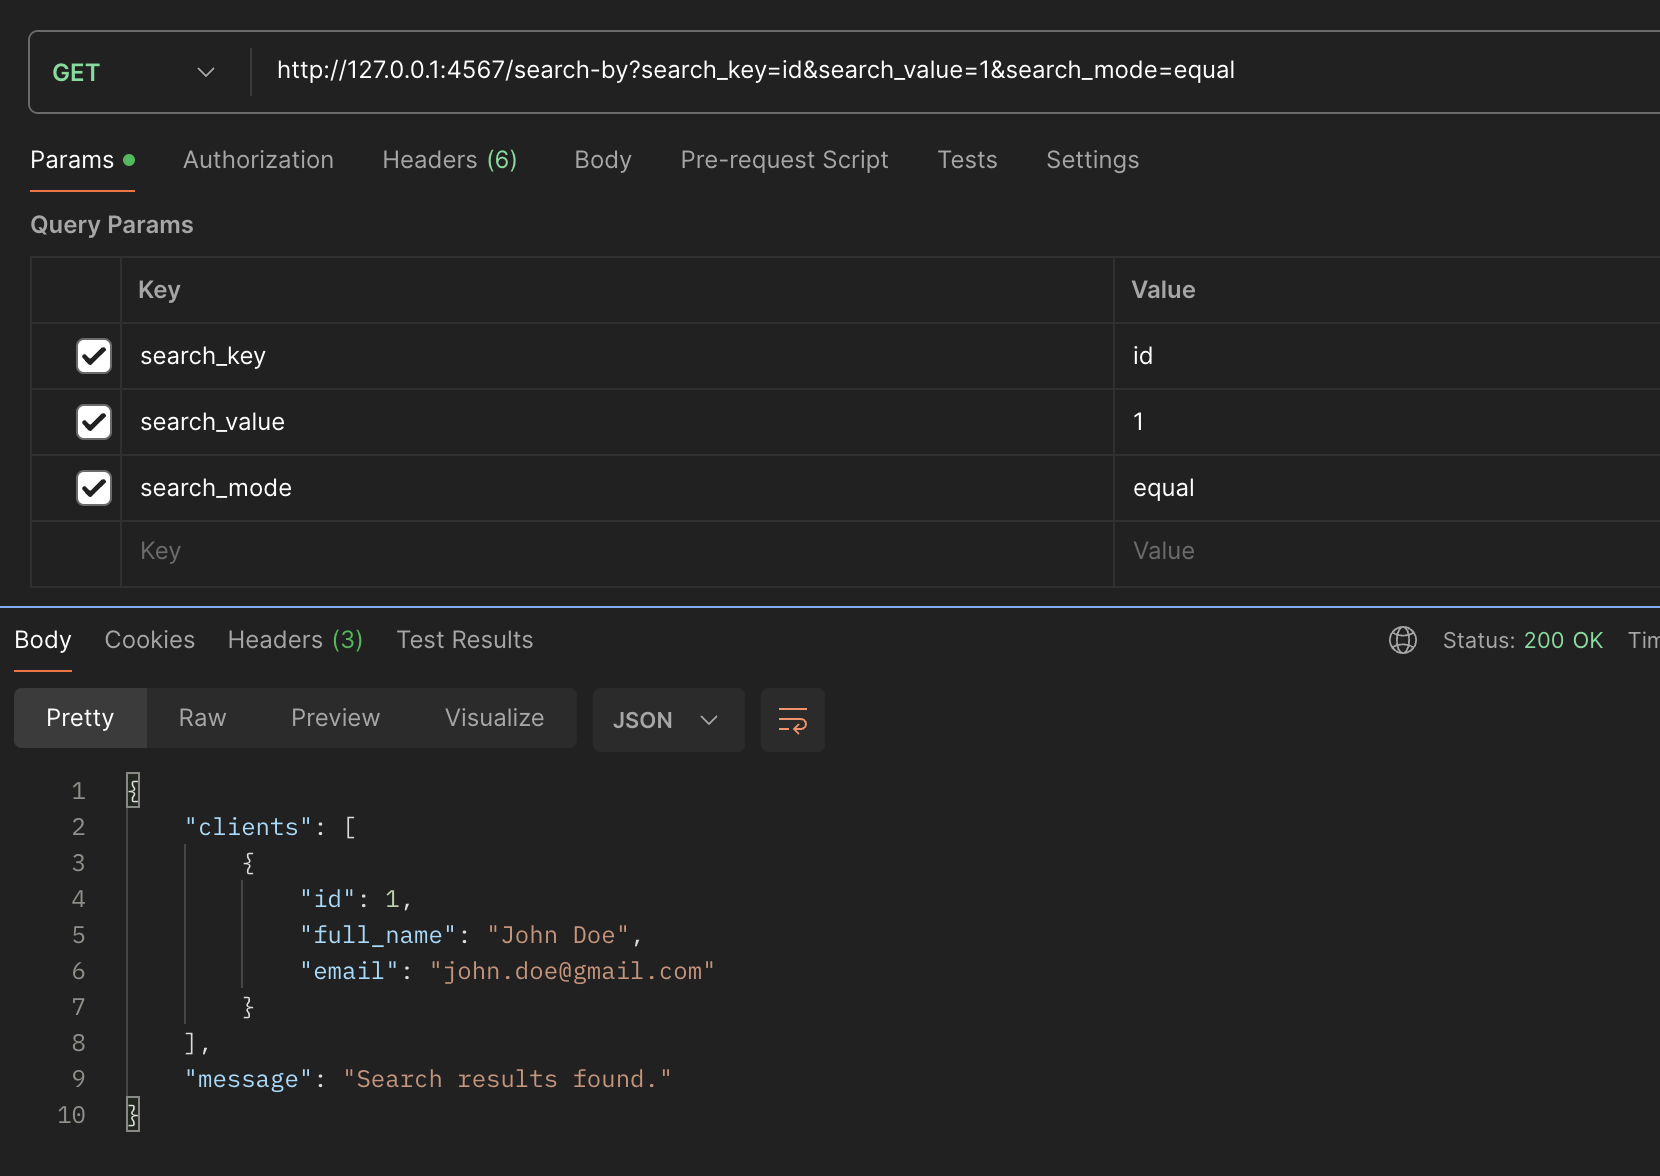 GET http://127.0.0.1:4567/search-by?search_key=id&search_value=1&search_mode=equal
Params Authorization Headers (6) Body Pre-request Script Tests Settings
Query Params
Key Value
search_key id
search_value 1
search_mode equal
Key Value
Body Cookies Headers (3) Test Results Status: 200 OK
Pretty Raw Preview Visualize JSON
1 {
2 "clients": [
3 {
4 "id": 1,
5 "full_name": "John Doe",
6 "email": "john.doe@gmail.com"
7 }
8 ],
9 "message": "Search results found."
10 }